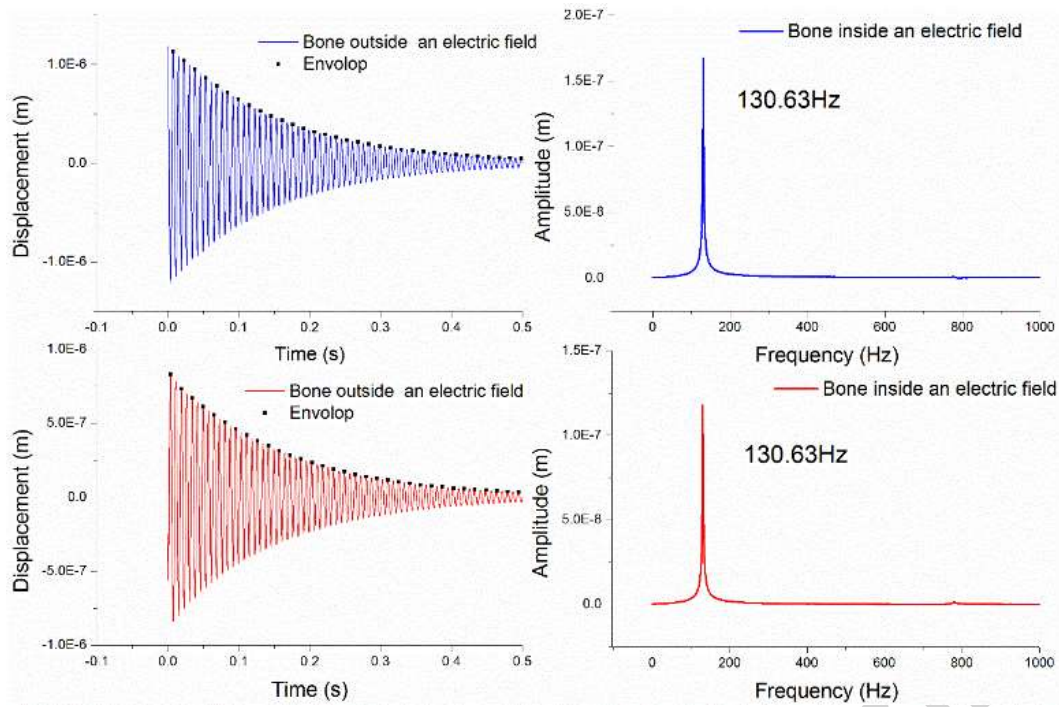 Bone outside an electric field
Envolop
1.0E-6
0.0
-1.0E-6
Displacement (m)
-0.1 0.0 0.1 0.2 0.3 0.4 0.5
Time (s)
2.0E-7
Bone inside an electric field
1.5E-7
130.63Hz
1.0E-7
5.0E-8
0.0
Amplitude (m)
0 200 400 600 800 1000
Frequency (Hz)
1.0E-6
Bone outside an electric field
Envolop
5.0E-7
0.0
-5.0E-7
-1.0E-6
Displacement (m)
-0.1 0.0 0.1 0.2 0.3 0.4 0.5
Time (s)
1.5E-7
Bone inside an electric field
130.63Hz
1.0E-7
5.0E-8
0.0
Amplitude (m)
0 200 400 600 800 1000
Frequency (Hz)